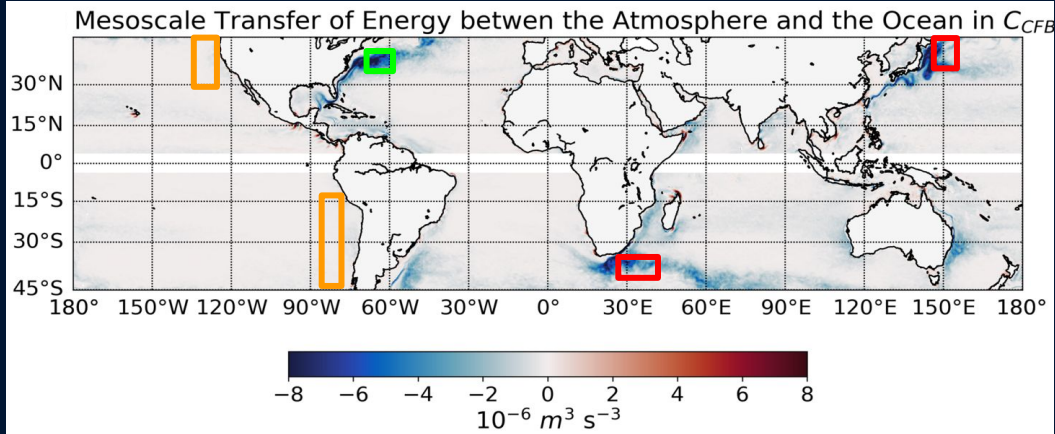 Mesoscale Transfer of Energy betwen the Atmosphere and the Ocean in C_CFB
30°N
15°N
0°
15°S
30°S
45°S
180° 150°W 120°W 90°W 60°W 30°W 0° 30°E 60°E 90°E 120°E 150°E 180°
−8 −6 −4 −2 0 2 4 6 8
10⁻⁶ m³ s⁻³